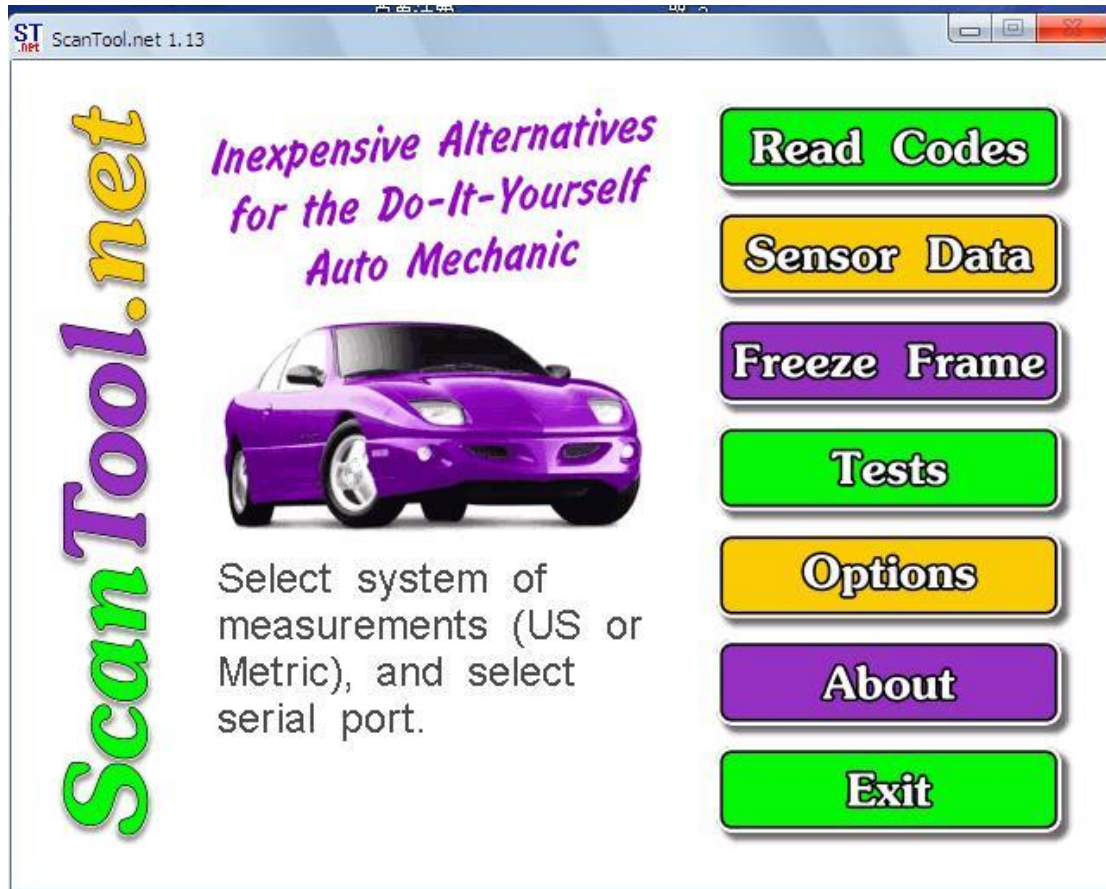 ST
.net
ScanTool.net 1.13
ScanTool.net
Inexpensive Alternatives
for the Do-It-Yourself
Auto Mechanic
Select system of
measurements (US or
Metric), and select
serial port.
Read Codes
Sensor Data
Freeze Frame
Tests
Options
About
Exit